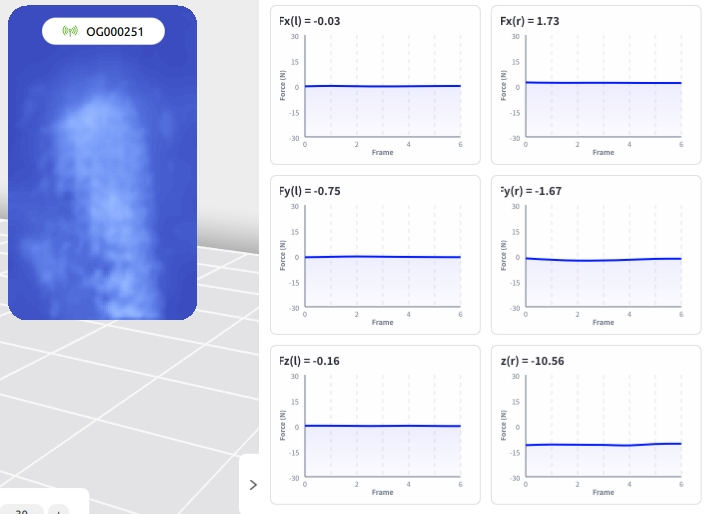 OG000251
Fx(l) = -0.03
30
15
0
-15
-30
Force (N)
0 2 4 6
Frame
Fx(r) = 1.73
30
15
0
-15
-30
Force (N)
0 2 4 6
Frame
Fy(l) = -0.75
30
15
0
-15
-30
Force (N)
0 2 4 6
Frame
Fy(r) = -1.67
30
15
0
-15
-30
Force (N)
0 2 4 6
Frame
Fz(l) = -0.16
30
15
0
-15
-30
Force (N)
0 2 4 6
Frame
z(r) = -10.56
30
15
0
-15
-30
Force (N)
0 2 4 6
Frame